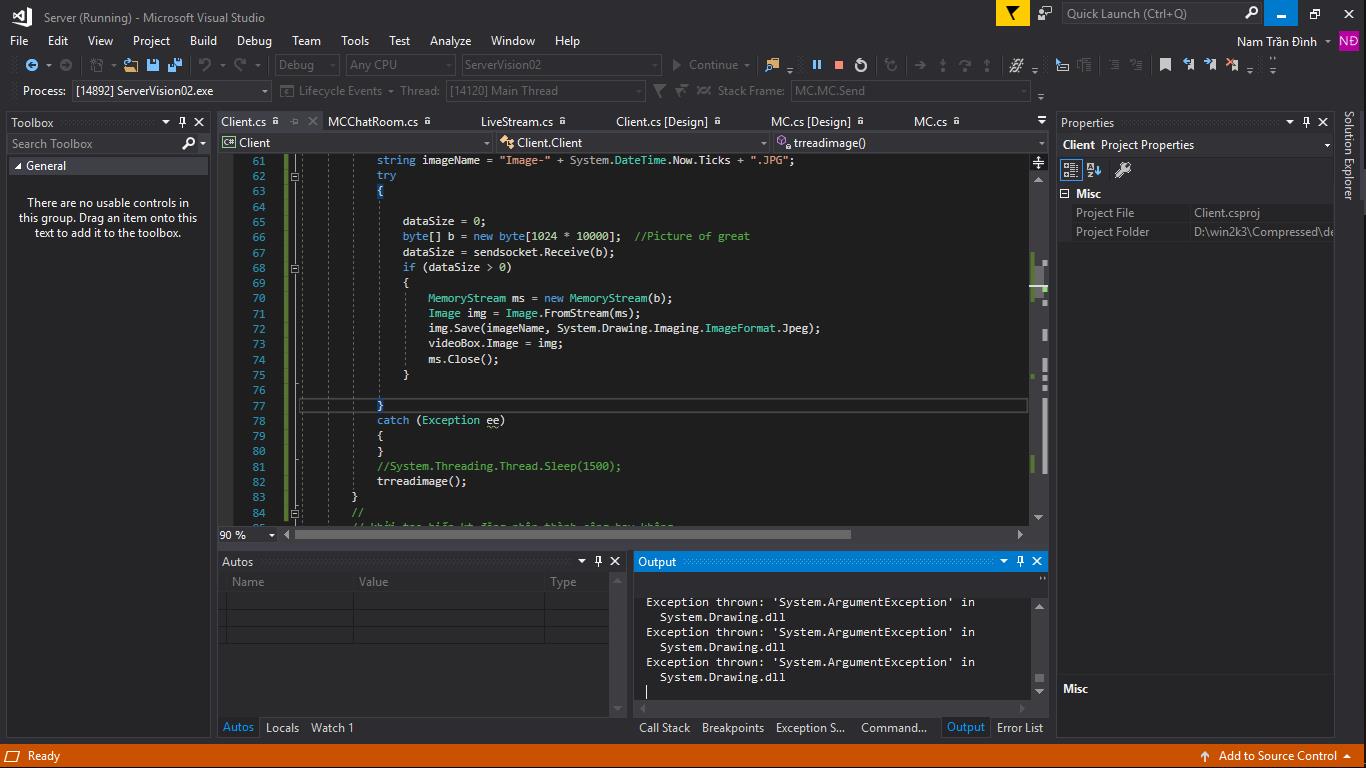 Server (Running) - Microsoft Visual Studio
Quick Launch (Ctrl+Q)
File Edit View Project Build Debug Team Tools Test Analyze Window Help
Nam Trần Đình NĐ
Debug Any CPU ServerVision02 Continue
Process: [14892] ServerVision02.exe Lifecycle Events Thread: [14120] Main Thread Stack Frame: MC.MC.Send
Toolbox
Search Toolbox
General
There are no usable controls in
this group. Drag an item onto this
text to add it to the toolbox.
Client.cs MCChatRoom.cs LiveStream.cs Client.cs [Design] MC.cs [Design] MC.cs
Client Client.Client trreadimage()
61 string imageName = "Image-" + System.DateTime.Now.Ticks + ".JPG";
62 try
63 {
64
65 dataSize = 0;
66 byte[] b = new byte[1024 * 10000]; //Picture of great
67 dataSize = sendsocket.Receive(b);
68 if (dataSize > 0)
69 {
70 MemoryStream ms = new MemoryStream(b);
71 Image img = Image.FromStream(ms);
72 img.Save(imageName, System.Drawing.Imaging.ImageFormat.Jpeg);
73 videoBox.Image = img;
74 ms.Close();
75 }
76
77 }
78 catch (Exception ee)
79 {
80 }
81 //System.Threading.Thread.Sleep(1500);
82 trreadimage();
83 }
84 //
90 %
Autos
Name Value Type
Autos Locals Watch 1
Output
Exception thrown: 'System.ArgumentException' in
System.Drawing.dll
Exception thrown: 'System.ArgumentException' in
System.Drawing.dll
Exception thrown: 'System.ArgumentException' in
System.Drawing.dll
Call Stack Breakpoints Exception S... Command... Output Error List
Properties
Client Project Properties
Misc
Project File Client.csproj
Project Folder D:\win2k3\Compressed\de
Misc
Solution Explorer
Ready
Add to Source Control